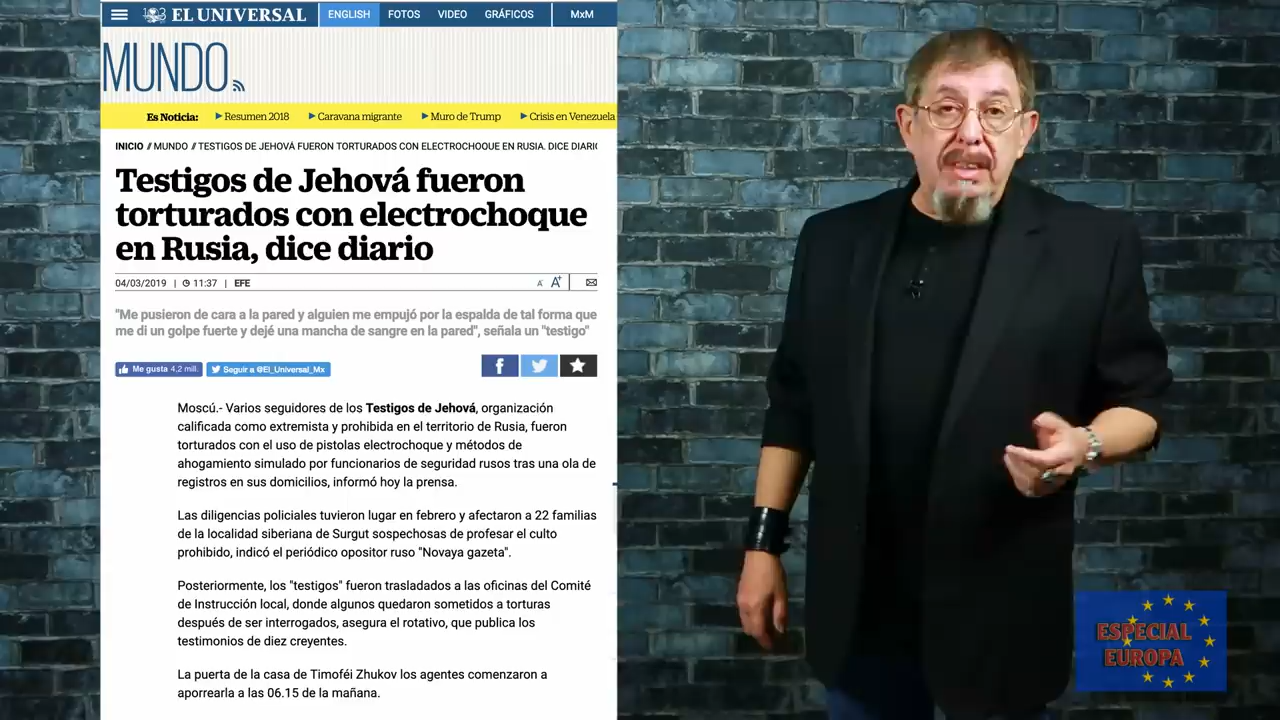 EL UNIVERSAL
ENGLISH FOTOS VIDEO GRÁFICOS MxM
MUNDO
Es Noticia: Resumen 2018 Caravana migrante Muro de Trump Crisis en Venezuela
INICIO // MUNDO // TESTIGOS DE JEHOVÁ FUERON TORTURADOS CON ELECTROCHOQUE EN RUSIA, DICE DIARIO
Testigos de Jehová fueron
torturados con electrochoque
en Rusia, dice diario
04/03/2019 | 11:37 | EFE A- A+
"Me pusieron de cara a la pared y alguien me empujó por la espalda de tal forma que
me di un golpe fuerte y dejé una mancha de sangre en la pared", señala un "testigo"
Me gusta 4,2 mill. Seguir a @El_Universal_Mx
Moscú.- Varios seguidores de los Testigos de Jehová, organización
calificada como extremista y prohibida en el territorio de Rusia, fueron
torturados con el uso de pistolas electrochoque y métodos de
ahogamiento simulado por funcionarios de seguridad rusos tras una ola de
registros en sus domicilios, informó hoy la prensa.
Las diligencias policiales tuvieron lugar en febrero y afectaron a 22 familias
de la localidad siberiana de Surgut sospechosas de profesar el culto
prohibido, indicó el periódico opositor ruso "Novaya gazeta".
Posteriormente, los "testigos" fueron trasladados a las oficinas del Comité
de Instrucción local, donde algunos quedaron sometidos a torturas
después de ser interrogados, asegura el rotativo, que publica los
testimonios de diez creyentes.
La puerta de la casa de Timoféi Zhukov los agentes comenzaron a
aporrearla a las 06.15 de la mañana.
ESPECIAL
EUROPA